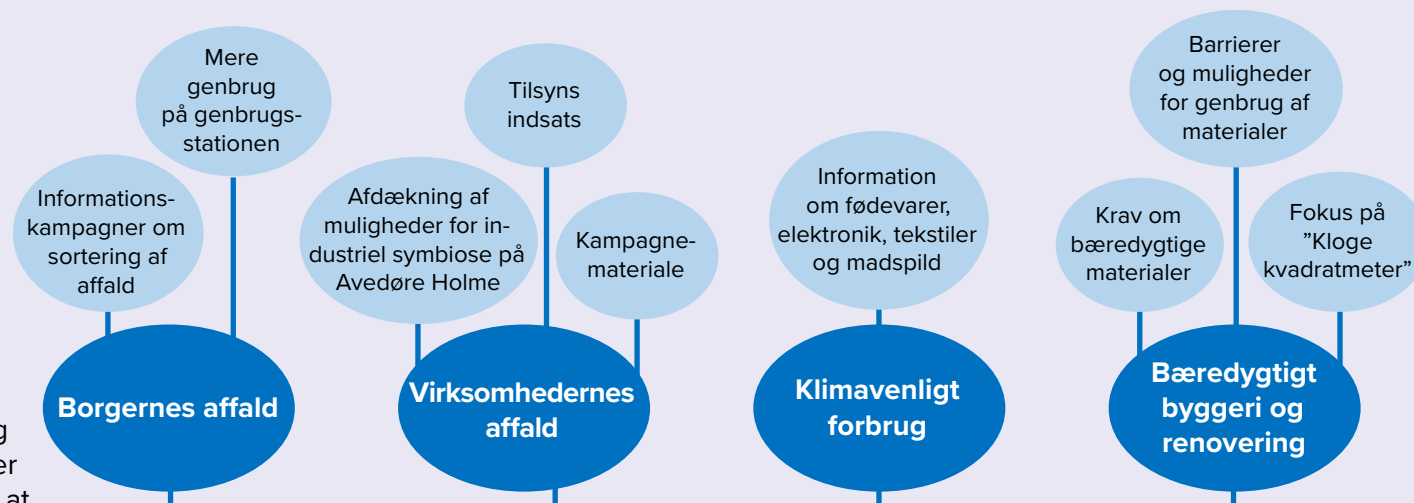 Mere
genbrug
på genbrugs-
stationen
Informations-
kampagner om
sortering af
affald
Borgernes affald
Tilsyns
indsats
Afdækning af
muligheder for in-
dustriel symbiose på
Avedøre Holme
Kampagne-
materiale
Virksomhedernes
affald
Information
om fødevarer,
elektronik, tekstiler
og madspild
Klimavenligt
forbrug
Barrierer
og muligheder
for genbrug af
materialer
Krav om
bæredygtige
materialer
Fokus på
”Kloge
kvadratmeter”
Bæredygtigt
byggeri og
renovering
g
er
at